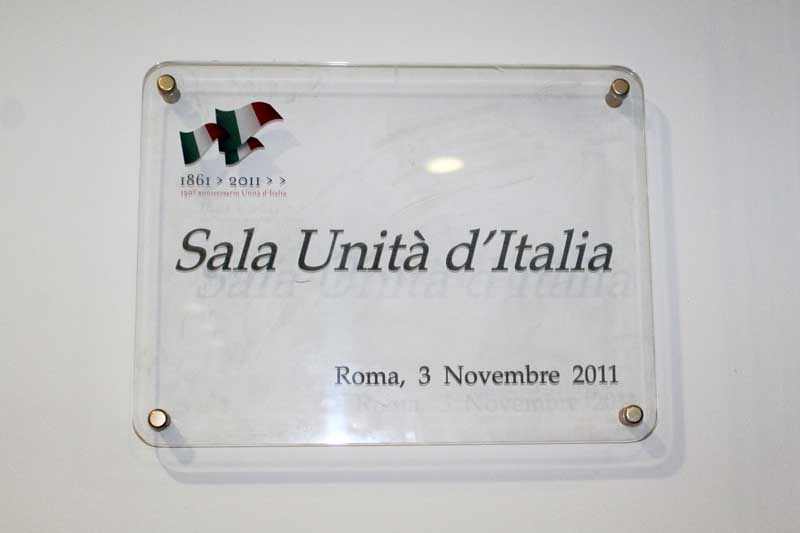 1861 > 2011 > >
150° anniversario Unità d'Italia
Sala Unità d'Italia
Roma, 3 Novembre 2011